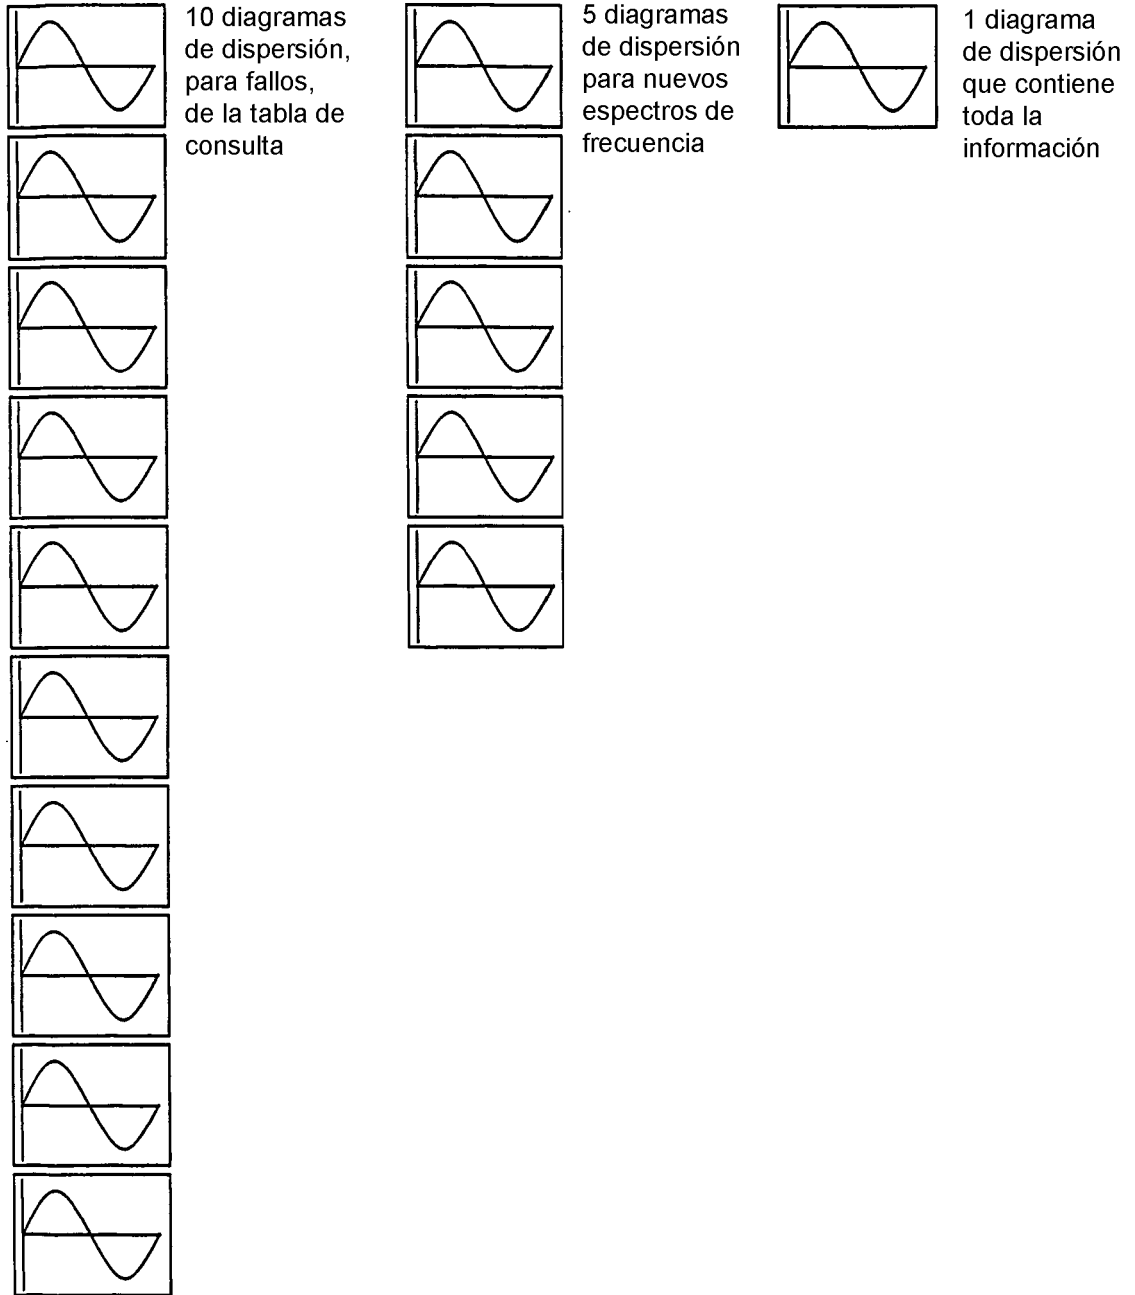 10 diagramas
de dispersión,
para fallos,
de la tabla de
consulta
5 diagramas
de dispersión
para nuevos
espectros de
frecuencia
1 diagrama
de dispersión
que contiene
toda la
información